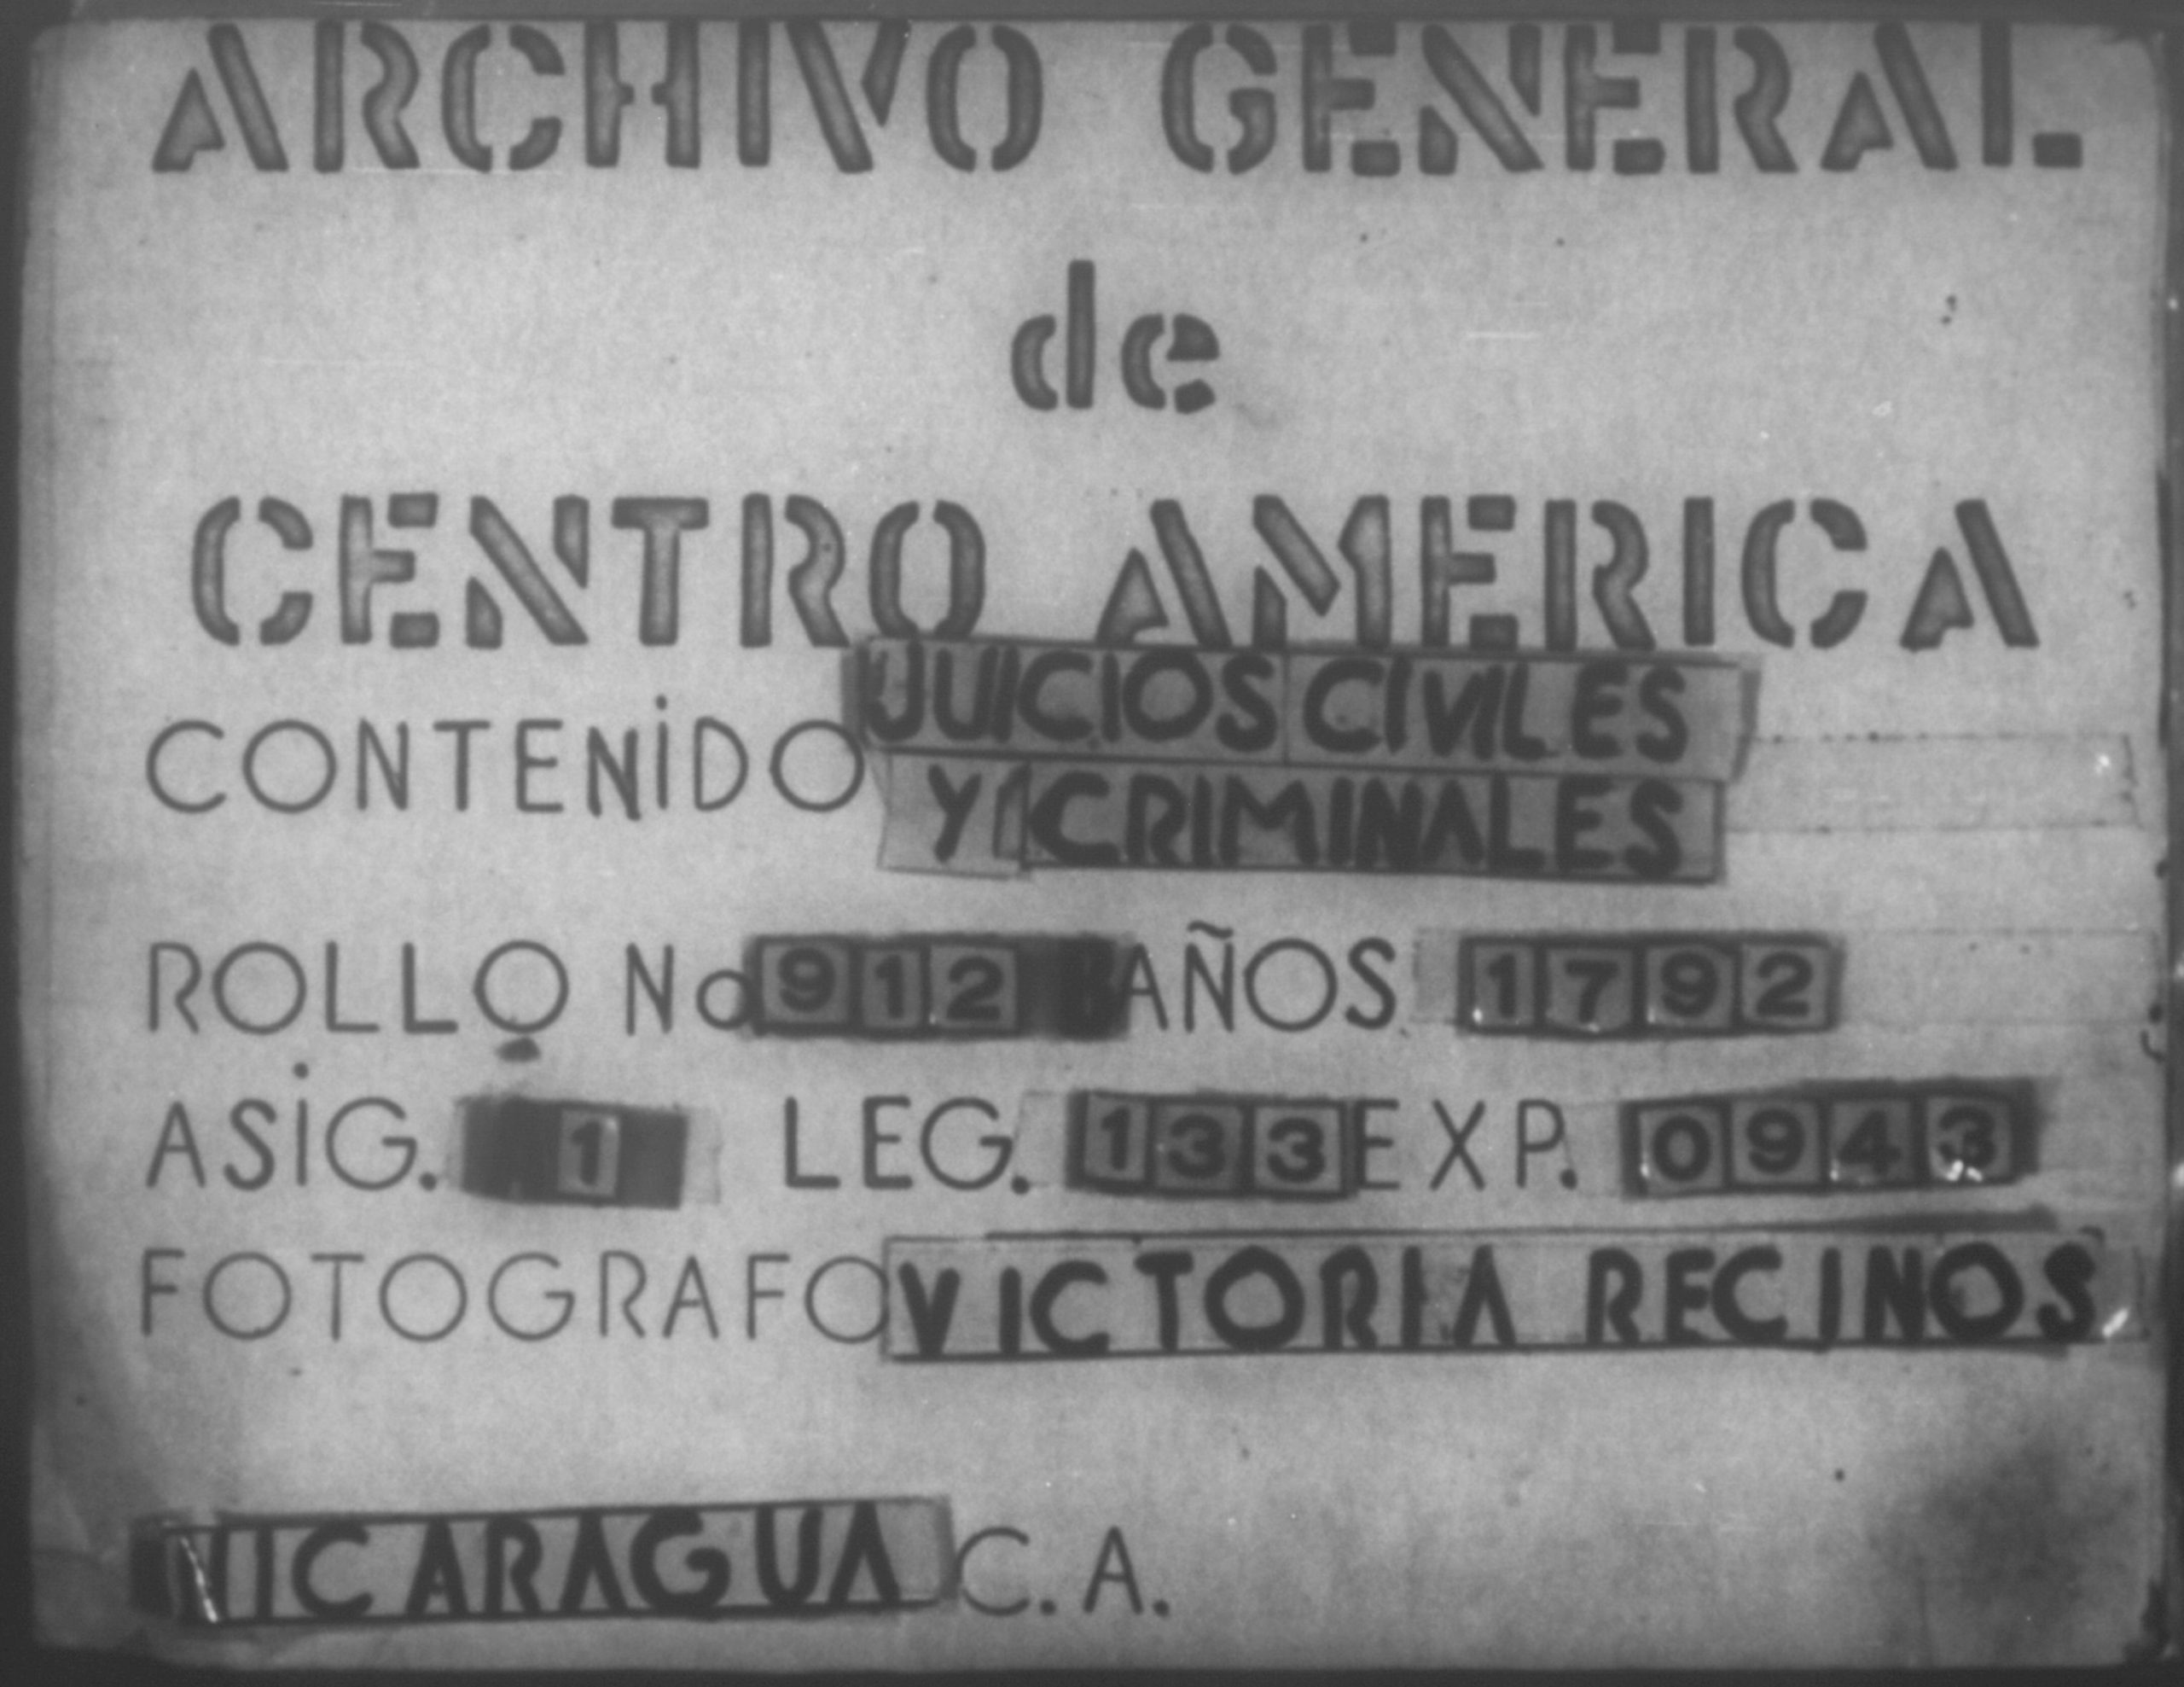 ARCHIVO GENERAL
de
CENTRO AMERICA
CONTENIDO JUICIOS CIVILES
Y CRIMINALES
ROLLO No 912 AÑOS 1792
ASIG. 1 LEG. 133 EXP. 0943
FOTOGRAFO VICTORIA RECINOS
NICARAGUA C. A.